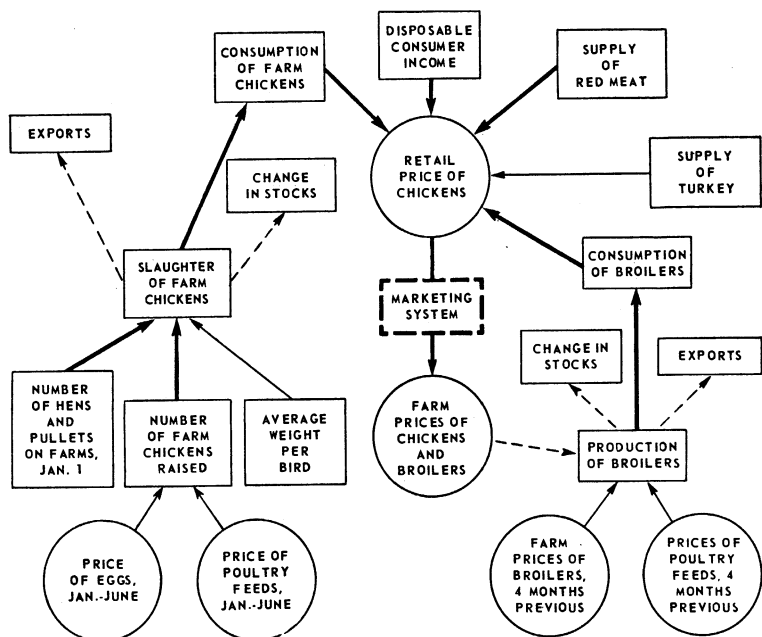 CONSUMPTION
OF FARM
CHICKENS
DISPOSABLE
CONSUMER
INCOME
SUPPLY
OF
RED MEAT
EXPORTS
CHANGE
IN STOCKS
RETAIL
PRICE OF
CHICKENS
SUPPLY
OF
TURKEY
SLAUGHTER
OF FARM
CHICKENS
CONSUMPTION
OF BROILERS
MARKETING
SYSTEM
CHANGE IN
STOCKS
EXPORTS
NUMBER
OF HENS
AND
PULLETS
ON FARMS,
JAN. 1
NUMBER
OF FARM
CHICKENS
RAISED
AVERAGE
WEIGHT
PER
BIRD
FARM
PRICES OF
CHICKENS
AND
BROILERS
PRODUCTION
OF BROILERS
PRICE
OF EGGS,
JAN.-JUNE
PRICE OF
POULTRY
FEEDS,
JAN.-JUNE
FARM
PRICES OF
BROILERS,
4 MONTHS
PREVIOUS
PRICES OF
POULTRY
FEEDS, 4
MONTHS
PREVIOUS